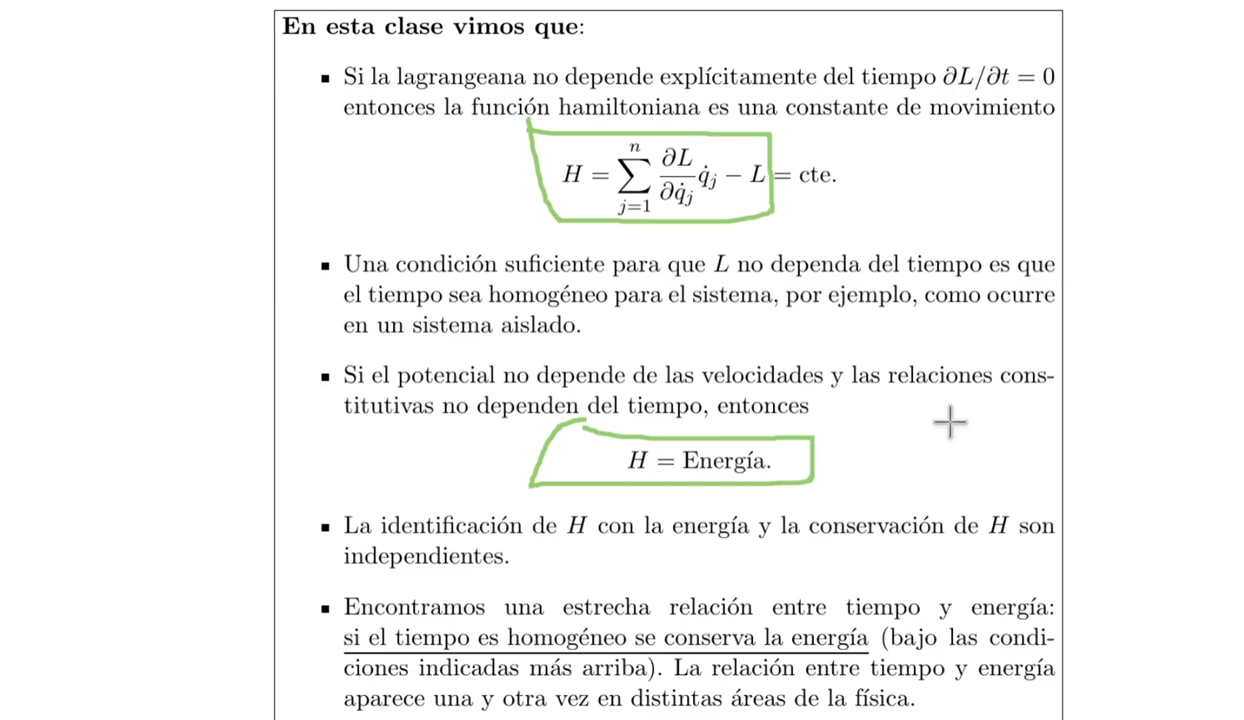 En esta clase vimos que:
▪ Si la lagrangeana no depende explícitamente del tiempo ∂L/∂t = 0
entonces la función hamiltoniana es una constante de movimiento
H = ∑_{j=1}^{n} ∂L/∂q̇_j q̇_j − L = cte.
▪ Una condición suficiente para que L no dependa del tiempo es que
el tiempo sea homogéneo para el sistema, por ejemplo, como ocurre
en un sistema aislado.
▪ Si el potencial no depende de las velocidades y las relaciones cons-
titutivas no dependen del tiempo, entonces
H = Energía.
▪ La identificación de H con la energía y la conservación de H son
independientes.
▪ Encontramos una estrecha relación entre tiempo y energía:
si el tiempo es homogéneo se conserva la energía (bajo las condi-
ciones indicadas más arriba). La relación entre tiempo y energía
aparece una y otra vez en distintas áreas de la física.